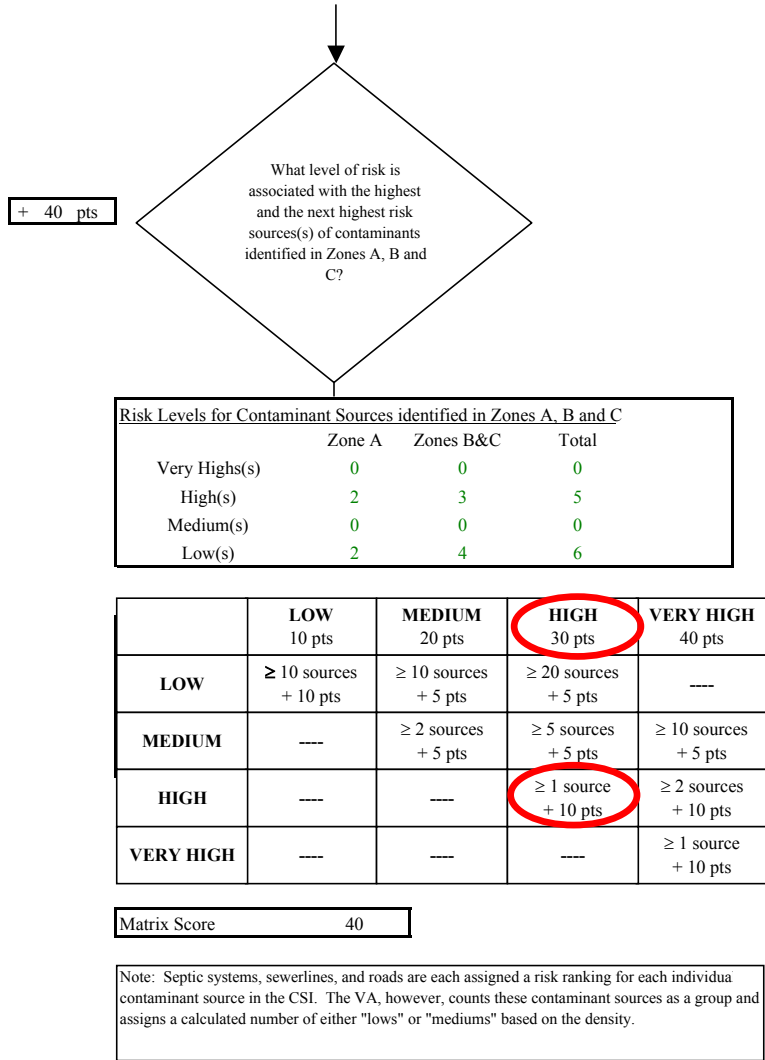 What level of risk is
associated with the highest
and the next highest risk
sources(s) of contaminants
identified in Zones A, B and
C?
+ 40 pts
Risk Levels for Contaminant Sources identified in Zones A, B and C
Zone A Zones B&C Total
Very Highs(s) 0 0 0
High(s) 2 3 5
Medium(s) 0 0 0
Low(s) 2 4 6
LOW MEDIUM HIGH VERY HIGH
10 pts 20 pts 30 pts 40 pts
LOW ≥ 10 sources ≥ 10 sources ≥ 20 sources ----
+ 10 pts + 5 pts + 5 pts
MEDIUM ---- ≥ 2 sources ≥ 5 sources ≥ 10 sources
+ 5 pts + 5 pts + 5 pts
HIGH ---- ---- ≥ 1 source ≥ 2 sources
+ 10 pts + 10 pts
VERY HIGH ---- ---- ---- ≥ 1 source
+ 10 pts
Matrix Score 40
Note: Septic systems, sewerlines, and roads are each assigned a risk ranking for each individua
contaminant source in the CSI. The VA, however, counts these contaminant sources as a group and
assigns a calculated number of either "lows" or "mediums" based on the density.